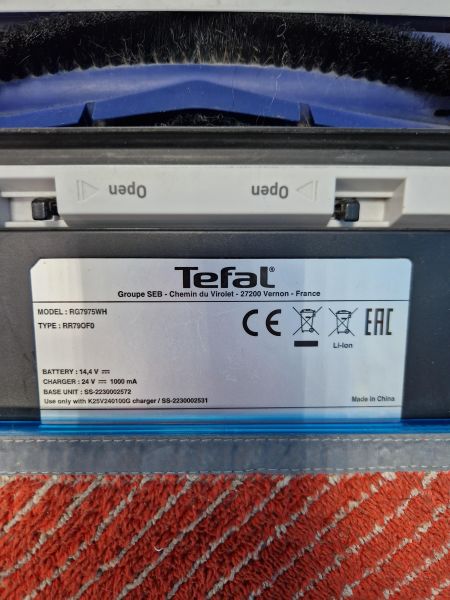 Open Open
Tefal
Groupe SEB - Chemin du Virolet - 27200 Vernon - France
MODEL : RG7975WH
TYPE : RR79OF0
CE EAC
Li-Ion
BATTERY : 14,4 V
CHARGER : 24 V 1000 mA
BASE UNIT : SS-2230002572
Use only with K25V240100G charger / SS-2230002531
Made in China